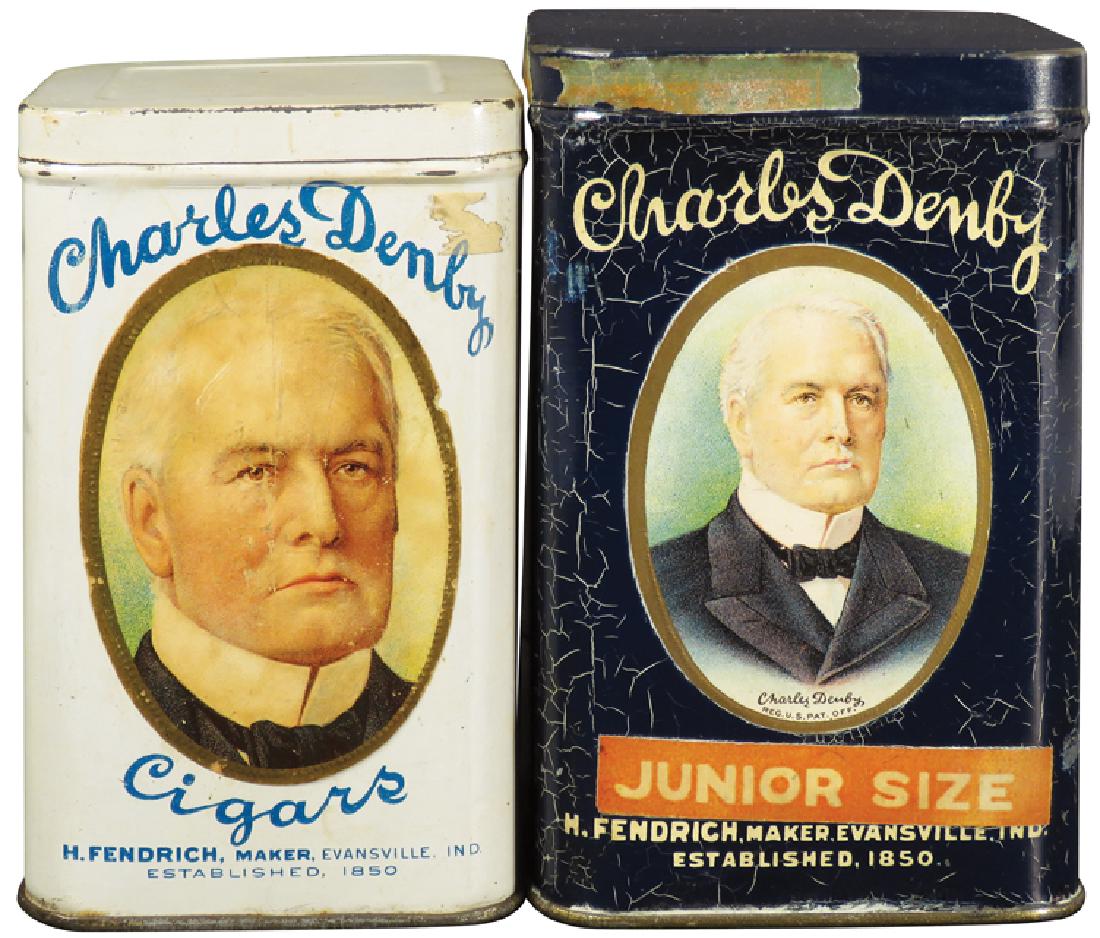 Charles Denby
Cigars
H. FENDRICH, MAKER, EVANSVILLE, IND.
ESTABLISHED, 1850
Charles Denby
Charles Denby
REG. U.S. PAT. OFF.
JUNIOR SIZE
H. FENDRICH, MAKER, EVANSVILLE, IND.
ESTABLISHED, 1850.